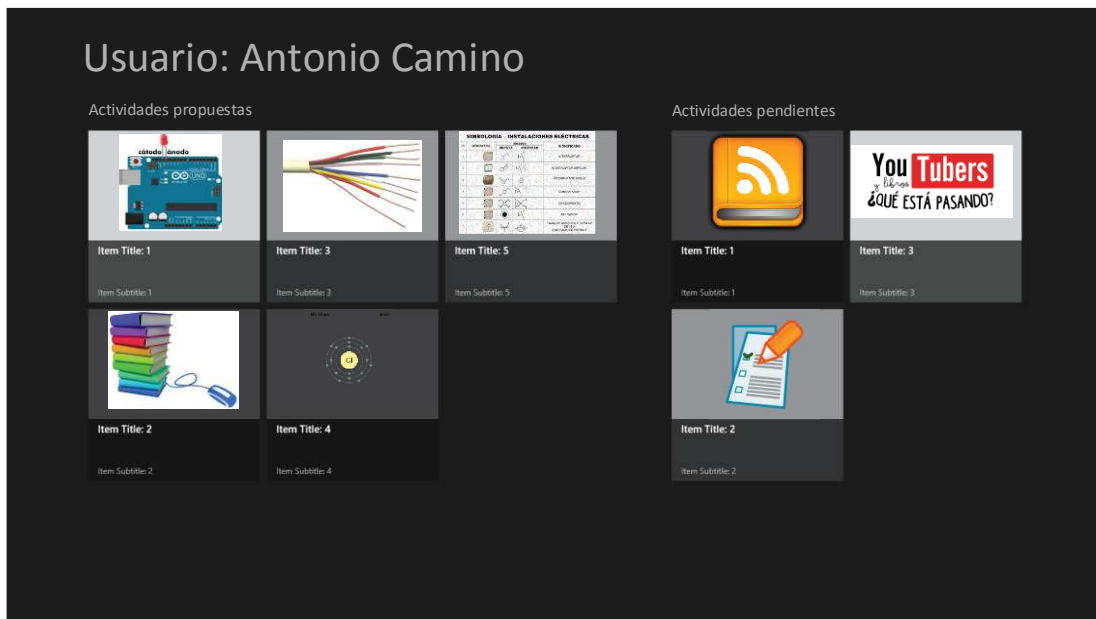 Usuario: Antonio Camino
Actividades propuestas
cátodo ánodo
UNO
ARDUINO
Item Title: 1
Item Subtitle: 1
Item Title: 3
Item Subtitle: 3
SIMBOLOGÍA - INSTALACIONES ELÉCTRICAS
Item Title: 5
Item Subtitle: 5
Item Title: 2
Item Subtitle: 2
Item Title: 4
Item Subtitle: 4
Actividades pendientes
Item Title: 1
Item Subtitle: 1
You Tubers
y libros
¿QUÉ ESTÁ PASANDO?
Item Title: 3
Item Subtitle: 3
Item Title: 2
Item Subtitle: 2